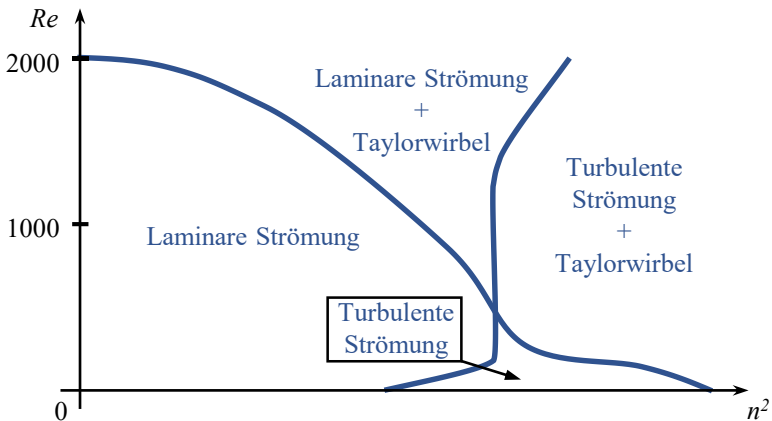 Re
2000
1000
0
Laminare Strömung
+
Taylorwirbel
Turbulente
Strömung
+
Taylorwirbel
Laminare Strömung
Turbulente
Strömung
n²